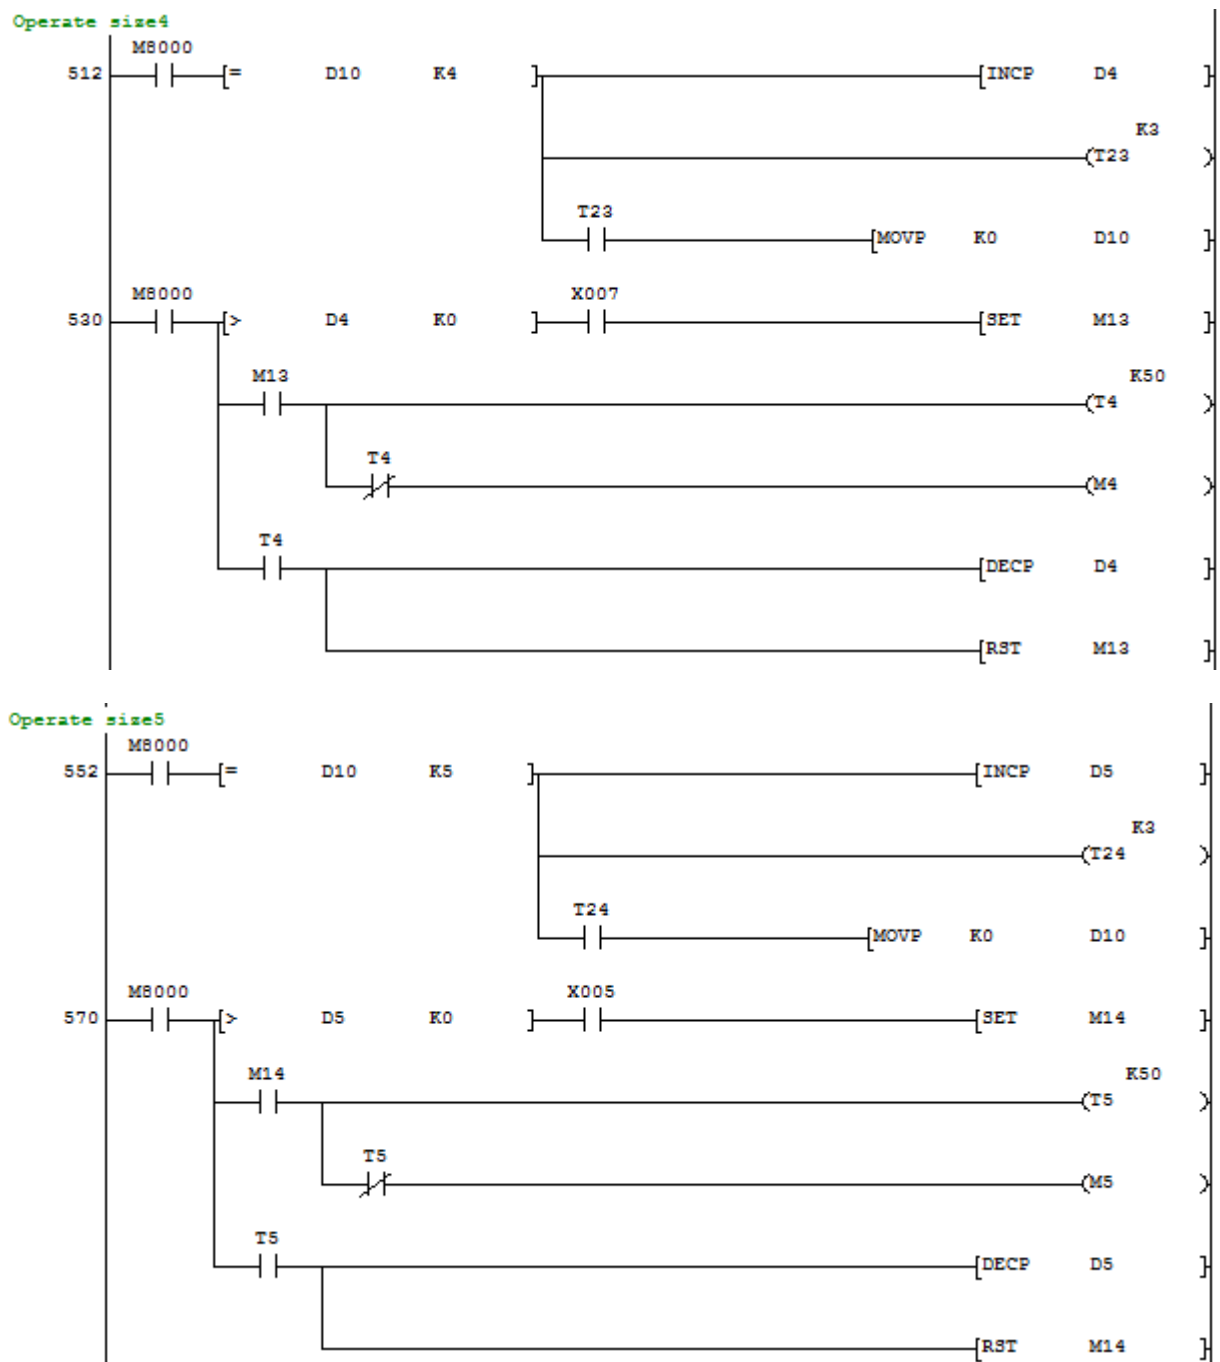 Operate size4
M8000
512 [= D10 K4 ] [INCP D4 ]
K3
(T23 )
T23
[MOVP K0 D10 ]
M8000 X007
530 [> D4 K0 ] [SET M13 ]
M13 K50
(T4 )
T4
(M4 )
T4
[DECP D4 ]
[RST M13 ]
Operate size5
M8000
552 [= D10 K5 ] [INCP D5 ]
K3
(T24 )
T24
[MOVP K0 D10 ]
M8000 X005
570 [> D5 K0 ] [SET M14 ]
M14 K50
(T5 )
T5
(M5 )
T5
[DECP D5 ]
[RST M14 ]